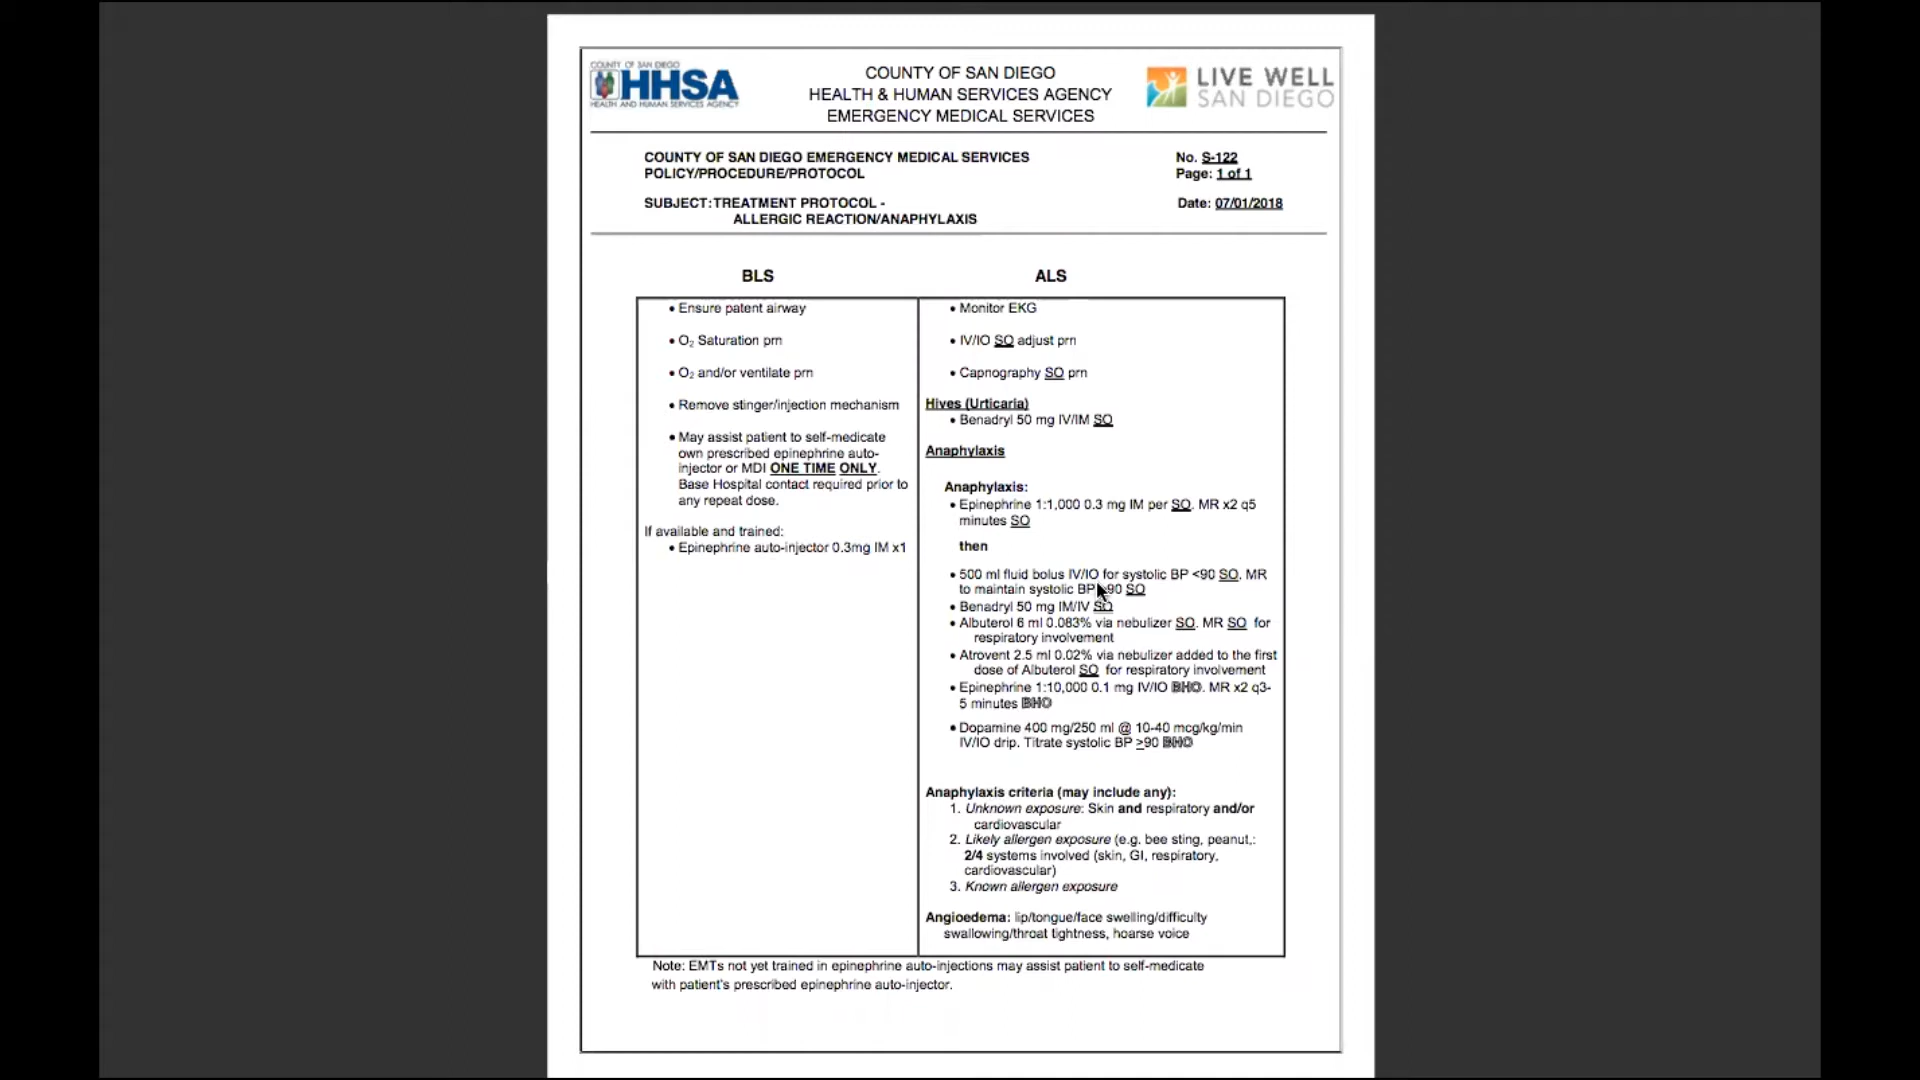 COUNTY OF SAN DIEGO
HHSA
HEALTH AND HUMAN SERVICES AGENCY
COUNTY OF SAN DIEGO
HEALTH & HUMAN SERVICES AGENCY
EMERGENCY MEDICAL SERVICES
LIVE WELL
SAN DIEGO
COUNTY OF SAN DIEGO EMERGENCY MEDICAL SERVICES
POLICY/PROCEDURE/PROTOCOL
No. S-122
Page: 1 of 1
SUBJECT: TREATMENT PROTOCOL -
ALLERGIC REACTION/ANAPHYLAXIS
Date: 07/01/2018
BLS
• Ensure patent airway
• O₂ Saturation prn
• O₂ and/or ventilate prn
• Remove stinger/injection mechanism
• May assist patient to self-medicate
own prescribed epinephrine auto-
injector or MDI ONE TIME ONLY.
Base Hospital contact required prior to
any repeat dose.
If available and trained:
• Epinephrine auto-injector 0.3mg IM x1
ALS
• Monitor EKG
• IV/IO SO adjust prn
• Capnography SO prn
Hives (Urticaria)
• Benadryl 50 mg IV/IM SO
Anaphylaxis
Anaphylaxis:
• Epinephrine 1:1,000 0.3 mg IM per SO. MR x2 q5
minutes SO
then
• 500 ml fluid bolus IV/IO for systolic BP <90 SO. MR
to maintain systolic BP 90 SO
• Benadryl 50 mg IM/IV SO
• Albuterol 6 ml 0.083% via nebulizer SO. MR SO for
respiratory involvement
• Atrovent 2.5 ml 0.02% via nebulizer added to the first
dose of Albuterol SO for respiratory involvement
• Epinephrine 1:10,000 0.1 mg IV/IO BHO. MR x2 q3-
5 minutes BHO
• Dopamine 400 mg/250 ml @ 10-40 mcg/kg/min
IV/IO drip. Titrate systolic BP >90 BHO
Anaphylaxis criteria (may include any):
1. Unknown exposure: Skin and respiratory and/or
cardiovascular
2. Likely allergen exposure (e.g. bee sting, peanut,:
2/4 systems involved (skin, GI, respiratory,
cardiovascular)
3. Known allergen exposure
Angioedema: lip/tongue/face swelling/difficulty
swallowing/throat tightness, hoarse voice
Note: EMTs not yet trained in epinephrine auto-injections may assist patient to self-medicate
with patient's prescribed epinephrine auto-injector.